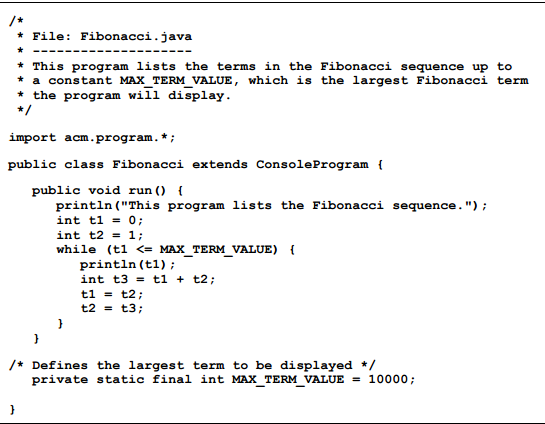 /*
 * File: Fibonacci.java
 * --------------------
 * This program lists the terms in the Fibonacci sequence up to
 * a constant MAX_TERM_VALUE, which is the largest Fibonacci term
 * the program will display.
 */
import acm.program.*;
public class Fibonacci extends ConsoleProgram {
   public void run() {
      println("This program lists the Fibonacci sequence.");
      int t1 = 0;
      int t2 = 1;
      while (t1 <= MAX_TERM_VALUE) {
         println(t1);
         int t3 = t1 + t2;
         t1 = t2;
         t2 = t3;
      }
   }
/* Defines the largest term to be displayed */
   private static final int MAX_TERM_VALUE = 10000;
}